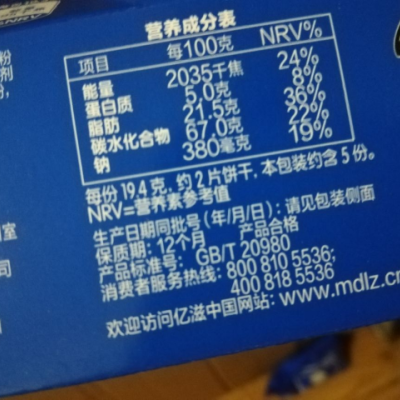 营养成分表
项目 每100克 NRV%
能量 2035千焦 24%
蛋白质 5.0克 8%
脂肪 21.5克 36%
碳水化合物 67.0克 22%
钠 380毫克 19%
每份19.4克，约2片饼干，本包装约含5份。
NRV=营养素参考值
生产日期同批号（年/月/日）：请见包装侧面
保质期：12个月 产品合格
产品标准号：GB/T 20980
消费者服务热线：800 810 5536；
400 818 5536
欢迎访问亿滋中国网站：www.mdlz.c
粉
剂
室
司